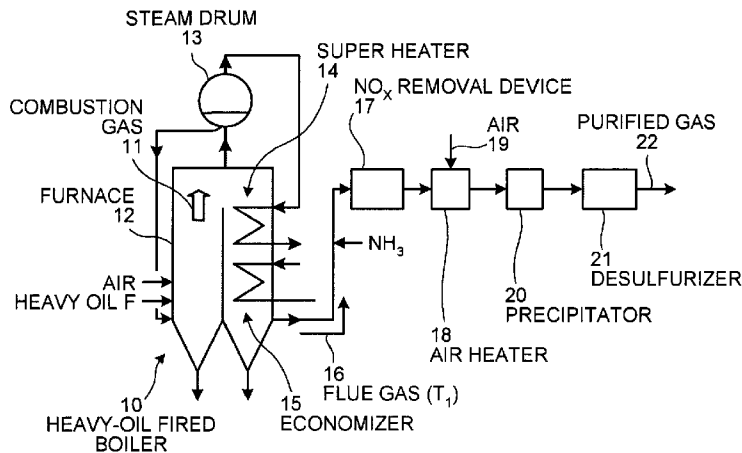 STEAM DRUM
13
SUPER HEATER
14
NOX REMOVAL DEVICE
17
COMBUSTION
GAS
11
AIR
19
PURIFIED GAS
22
FURNACE
12
NH3
AIR
HEAVY OIL F
21
DESULFURIZER
20
PRECIPITATOR
18
AIR HEATER
16
FLUE GAS (T1)
10
HEAVY-OIL FIRED
BOILER
15
ECONOMIZER